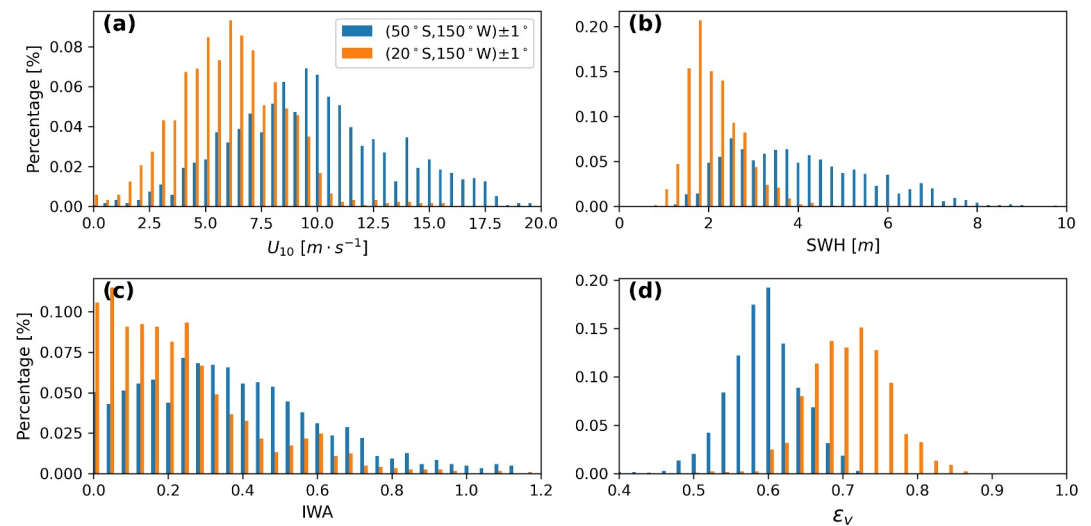 (a)
(50°S,150°W)±1°
(20°S,150°W)±1°
Percentage [%]
0.08
0.06
0.04
0.02
0.00
0.0 2.5 5.0 7.5 10.0 12.5 15.0 17.5 20.0
U₁₀ [m · s⁻¹]
(b)
0.20
0.15
0.10
0.05
0.00
0 2 4 6 8 10
SWH [m]
(c)
Percentage [%]
0.100
0.075
0.050
0.025
0.000
0.0 0.2 0.4 0.6 0.8 1.0 1.2
IWA
(d)
0.20
0.15
0.10
0.05
0.00
0.4 0.5 0.6 0.7 0.8 0.9 1.0
εᵥ